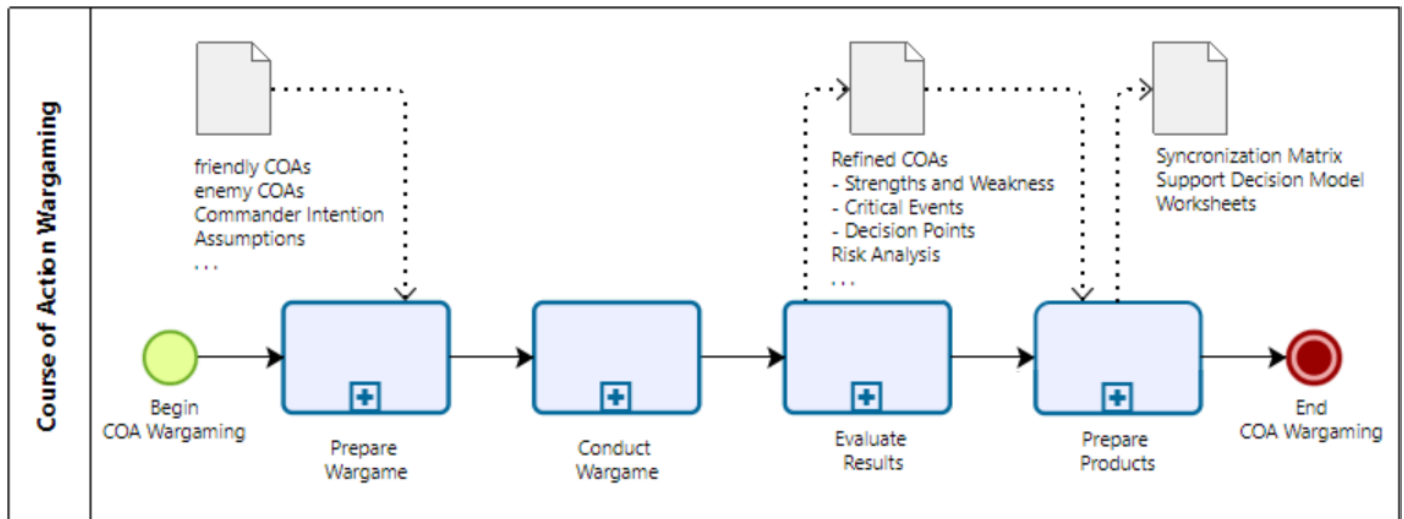 Course of Action Wargaming
friendly COAs
enemy COAs
Commander Intention
Assumptions
. . .
Refined COAs
- Strengths and Weakness
- Critical Events
- Decision Points
Risk Analysis
. . .
Syncronization Matrix
Support Decision Model
Worksheets
Begin
COA Wargaming
Prepare
Wargame
Conduct
Wargame
Evaluate
Results
Prepare
Products
End
COA Wargaming